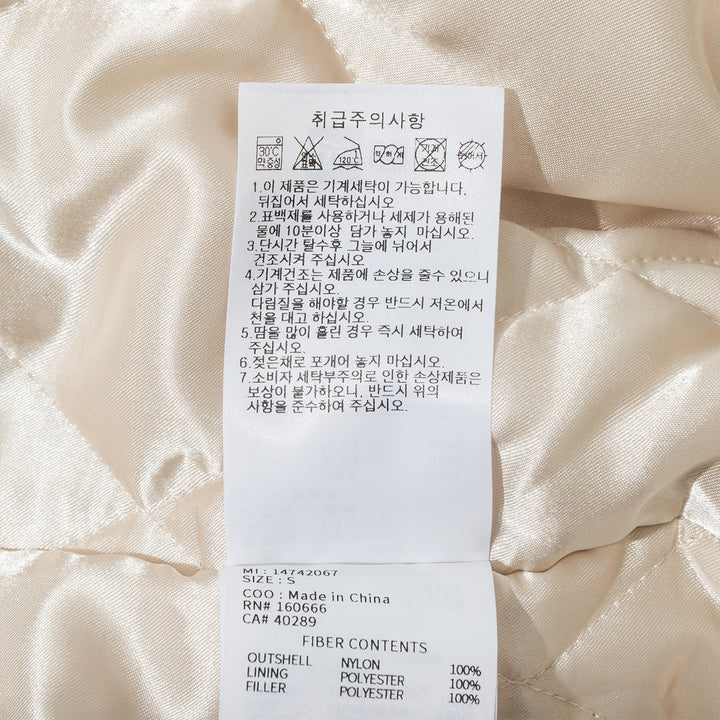 취급주의사항
30℃
약중성
표백
120℃
기계
건조
1.이 제품은 기계세탁이 가능합니다.
뒤집어서 세탁하십시오
2.표백제를 사용하거나 세제가 용해된
물에 10분이상 담가 놓지 마십시오.
3.단시간 탈수후 그늘에 뉘어서
건조시켜 주십시오.
4.기계건조는 제품에 손상을 줄수 있으니
삼가 주십시오.
다림질을 해야할 경우 반드시 저온에서
천을 대고 하십시오.
5.땀을 많이 흘린 경우 즉시 세탁하여
주십시오.
6.젖은채로 포개어 놓지 마십시오.
7.소비자 세탁부주의로 인한 손상제품은
보상이 불가하오니, 반드시 위의
사항을 준수하여 주십시오.
14742067
SIZE : S
COO : Made in China
RN# 160666
CA# 40289
FIBER CONTENTS
OUTSHELL NYLON 100%
LINING POLYESTER 100%
FILLER POLYESTER 100%